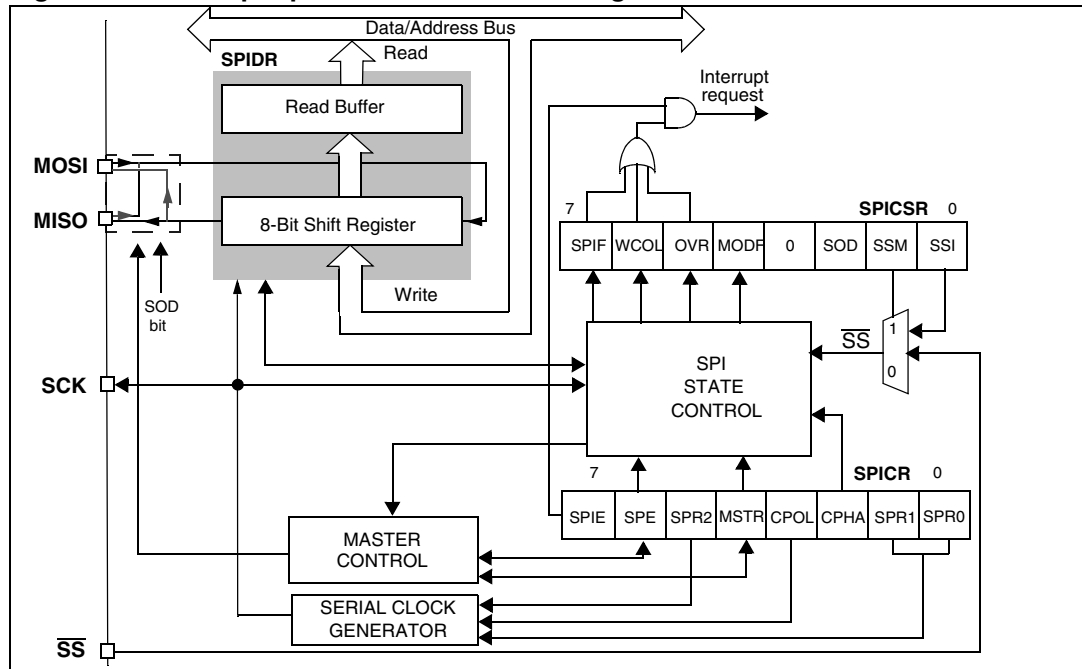 Data/Address Bus
SPIDR
Read
Read Buffer
Interrupt
request
MOSI
MISO
8-Bit Shift Register
7
SPICSR
0
SPIF
WCOL
OVR
MODF
0
SOD
SSM
SSI
Write
SOD
bit
SS
1
0
SCK
SPI
STATE
CONTROL
7
SPICR
0
SPIE
SPE
SPR2
MSTR
CPOL
CPHA
SPR1
SPR0
MASTER
CONTROL
SERIAL CLOCK
GENERATOR
SS